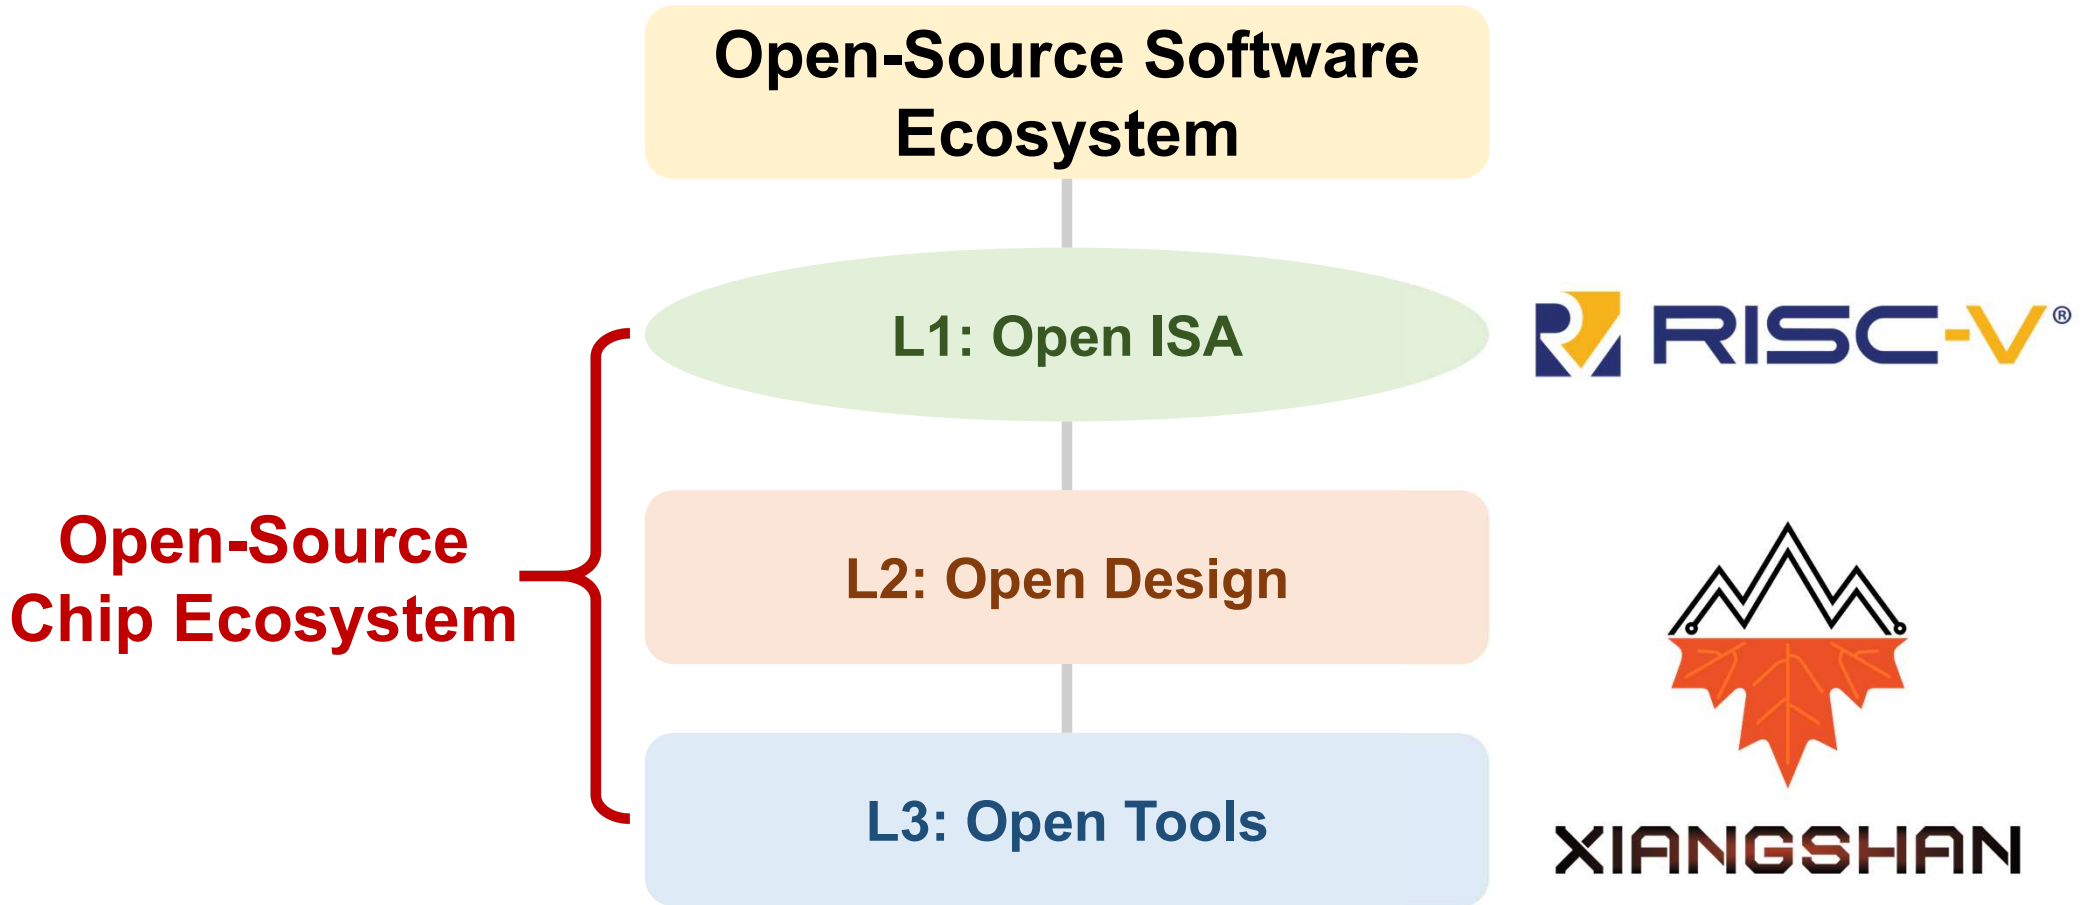 Open-Source Software
Ecosystem
L1: Open ISA
RISC-V®
Open-Source
Chip Ecosystem
L2: Open Design
L3: Open Tools
XIANGSHAN